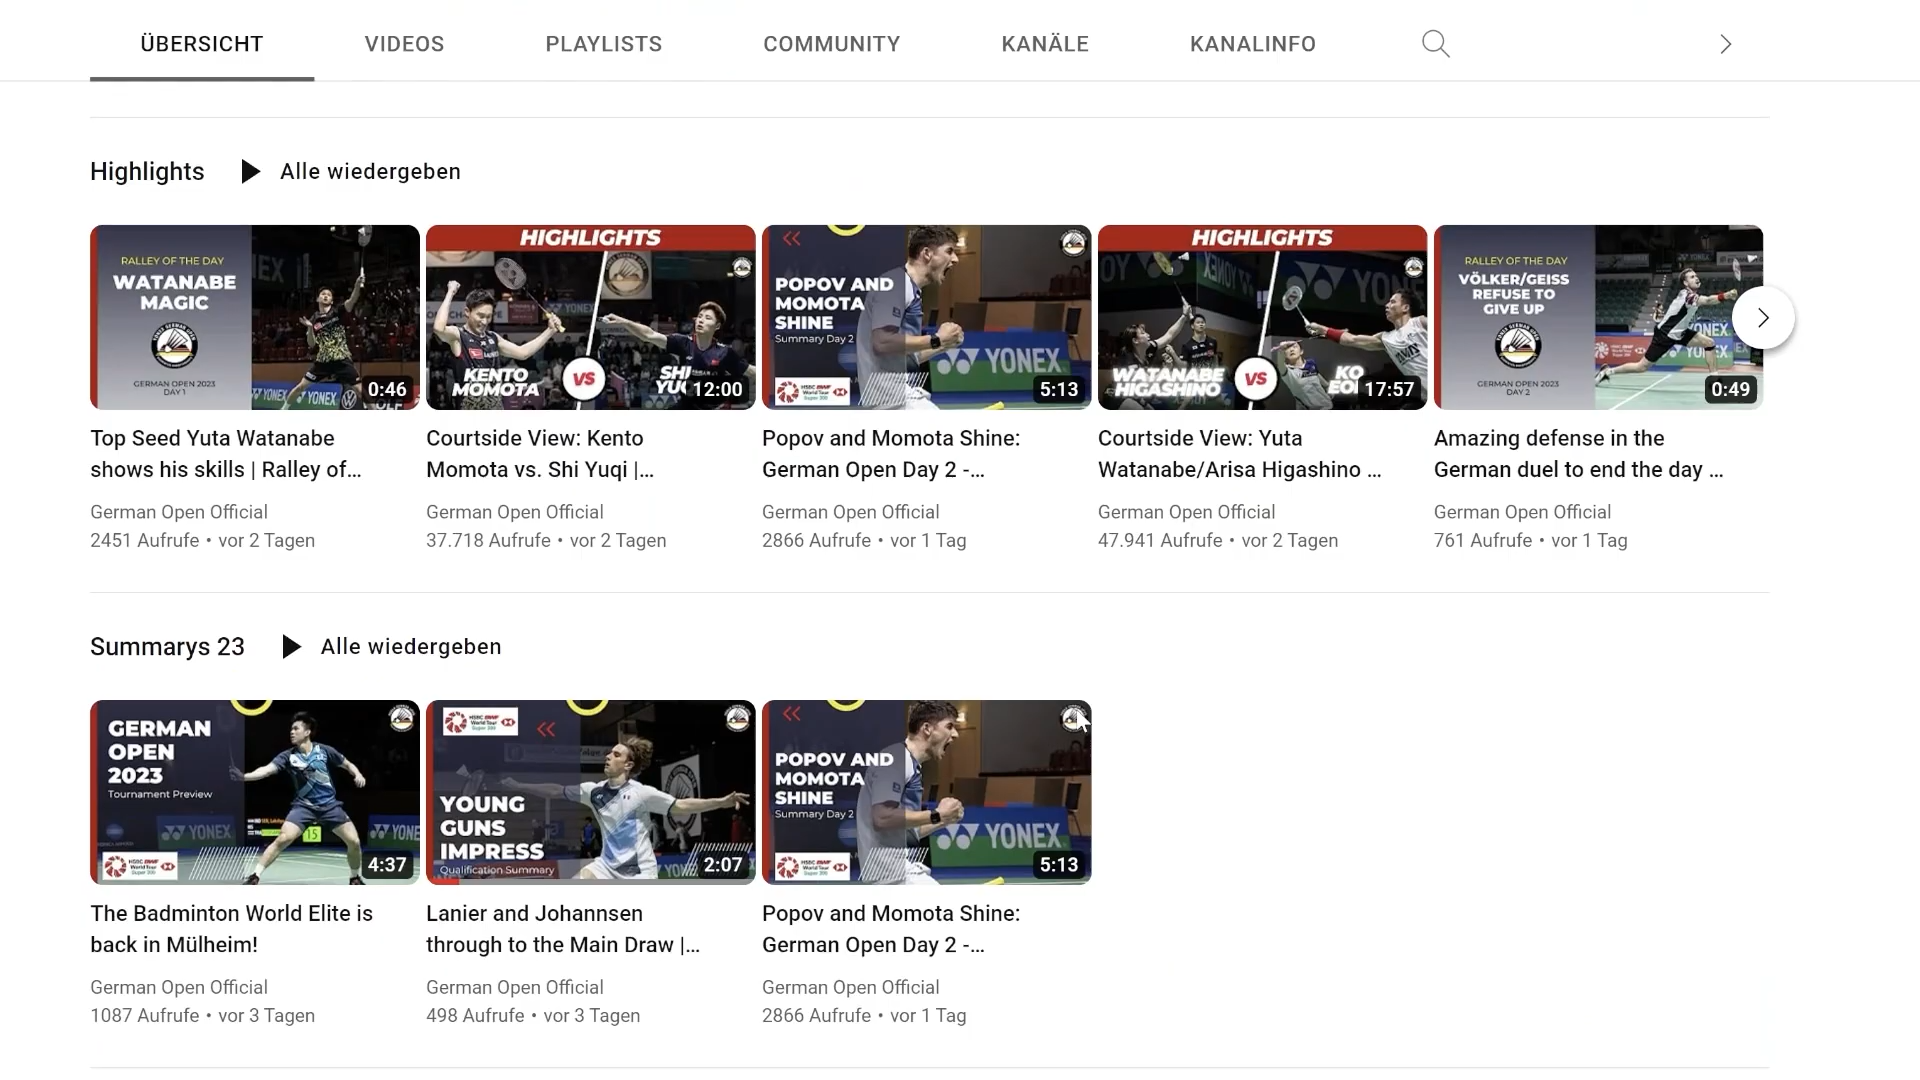 ÜBERSICHT
VIDEOS
PLAYLISTS
COMMUNITY
KANÄLE
KANALINFO
Highlights
Alle wiedergeben
RALLEY OF THE DAY
WATANABE
MAGIC
GERMAN OPEN 2023
DAY 1
0:46
HIGHLIGHTS
KENTO
MOMOTA
VS
SHI
12:00
POPOV AND
MOMOTA
SHINE
Summary Day 2
YONEX
5:13
HIGHLIGHTS
WATANABE
HIGASHINO
VS
KO
17:57
RALLEY OF THE DAY
VÖLKER/GEISS
REFUSE TO
GIVE UP
GERMAN OPEN 2023
DAY 2
0:49
Top Seed Yuta Watanabe
shows his skills | Ralley of...
German Open Official
2451 Aufrufe • vor 2 Tagen
Courtside View: Kento
Momota vs. Shi Yuqi |...
German Open Official
37.718 Aufrufe • vor 2 Tagen
Popov and Momota Shine:
German Open Day 2 -...
German Open Official
2866 Aufrufe • vor 1 Tag
Courtside View: Yuta
Watanabe/Arisa Higashino ...
German Open Official
47.941 Aufrufe • vor 2 Tagen
Amazing defense in the
German duel to end the day ...
German Open Official
761 Aufrufe • vor 1 Tag
Summarys 23
Alle wiedergeben
GERMAN
OPEN
2023
Tournament Preview
YONEX
15
4:37
YOUNG
GUNS
IMPRESS
Qualification Summary
2:07
POPOV AND
MOMOTA
SHINE
Summary Day 2
YONEX
5:13
The Badminton World Elite is
back in Mülheim!
German Open Official
1087 Aufrufe • vor 3 Tagen
Lanier and Johannsen
through to the Main Draw |...
German Open Official
498 Aufrufe • vor 3 Tagen
Popov and Momota Shine:
German Open Day 2 -...
German Open Official
2866 Aufrufe • vor 1 Tag